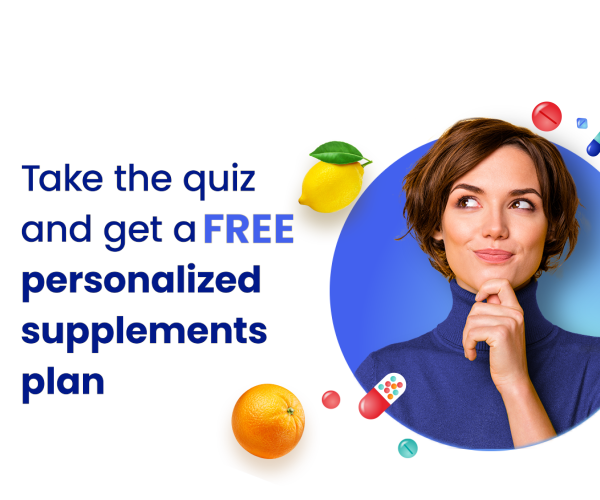 Take the quiz
and get a FREE
personalized
supplements
plan